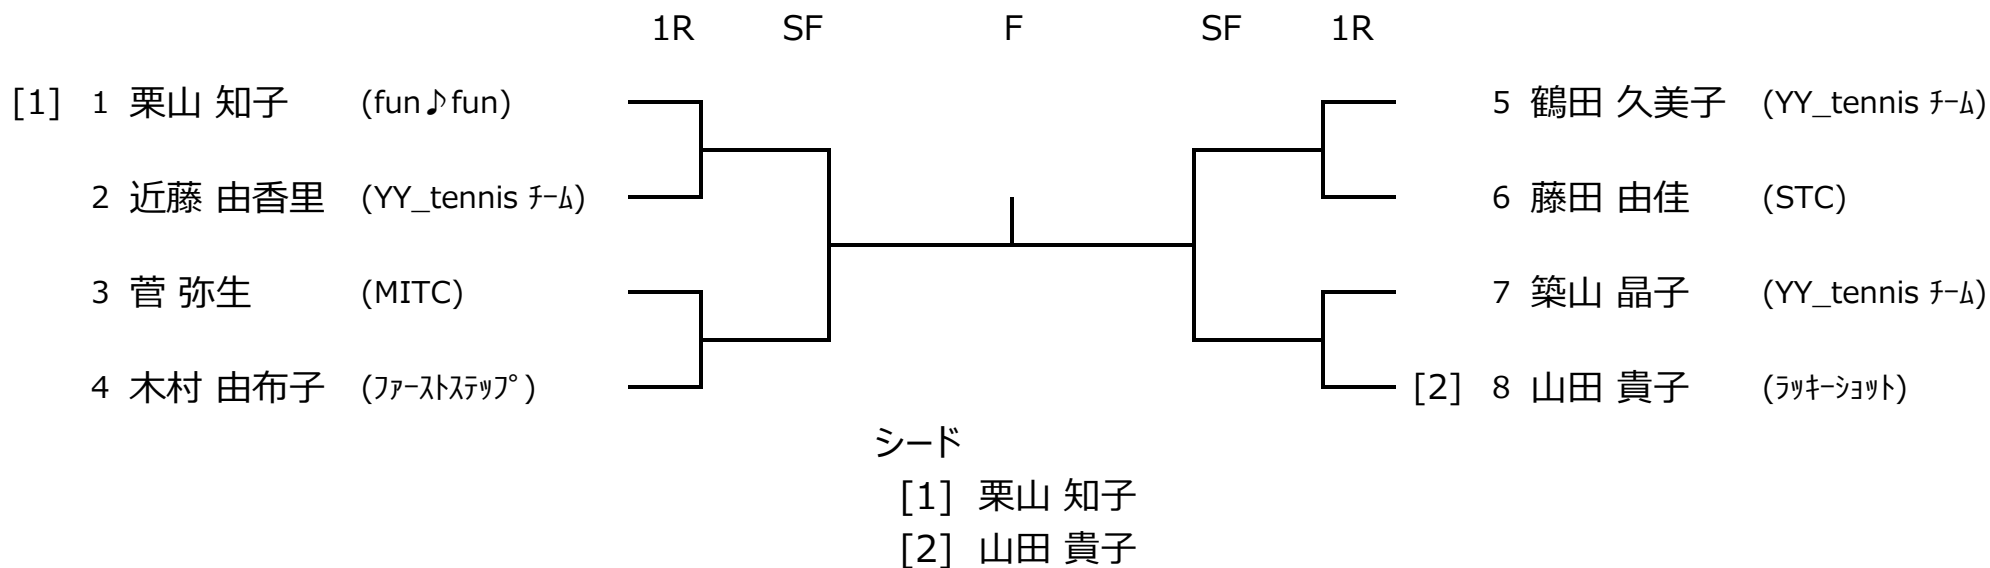 1R SF F SF 1R
[1] 1 栗山 知子 (fun♪fun) 5 鶴田 久美子 (YY_tennis ﾁｰﾑ)
2 近藤 由香里 (YY_tennis ﾁｰﾑ) 6 藤田 由佳 (STC)
3 菅 弥生 (MITC) 7 築山 晶子 (YY_tennis ﾁｰﾑ)
4 木村 由布子 (ﾌｧｰｽﾄｽﾃｯﾌﾟ) [2] 8 山田 貴子 (ﾗｯｷｰｼｮｯﾄ)
シード
[1] 栗山 知子
[2] 山田 貴子